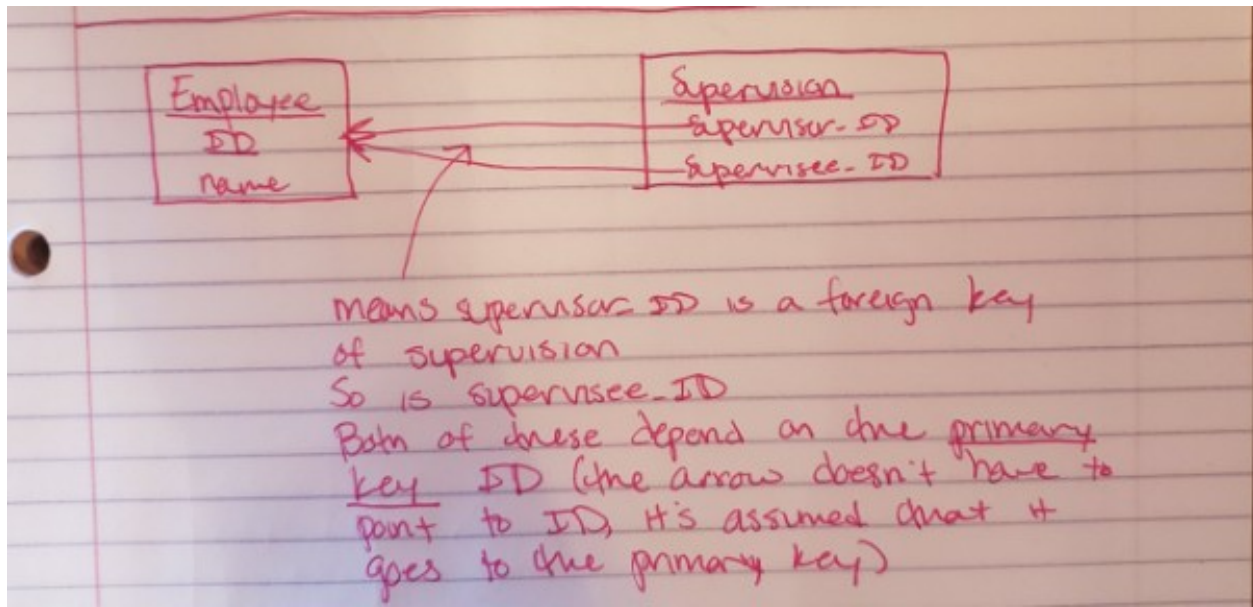 Employee
ID
name
Supervision
supervisor_ID
supervisee_ID
means supervisor_ID is a foreign key
of supervision
So is supervisee_ID
Both of these depend on the primary
key ID (the arrow doesn't have to
point to ID, it's assumed that it
goes to the primary key)